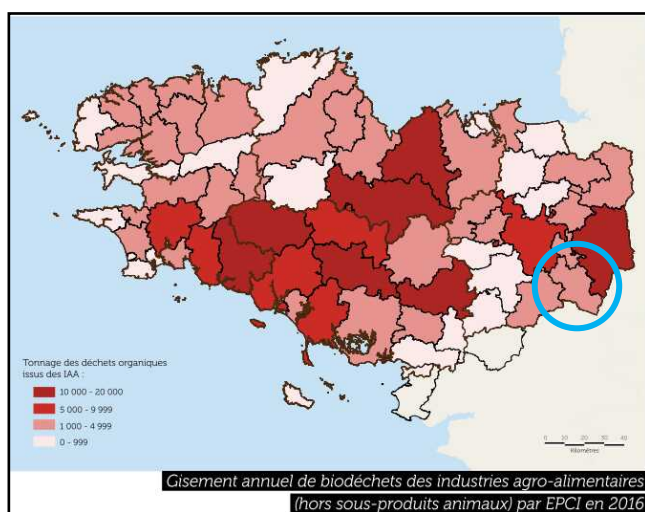 Tonnage des déchets organiques
issus des IAA :
10 000 - 20 000
5 000 - 9 999
1 000 - 4 999
0 - 999
0 10 20 30 40
Kilomètres
Gisement annuel de biodéchets des industries agro-alimentaires
(hors sous-produits animaux) par EPCI en 2016